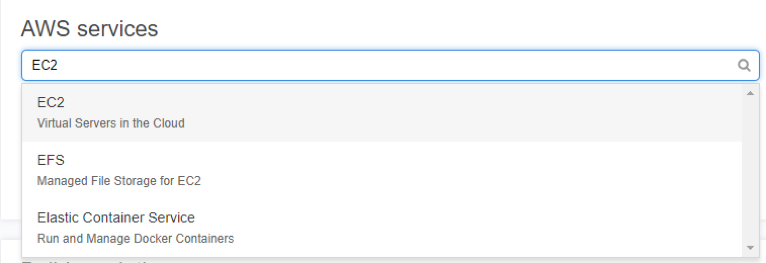 AWS services
EC2
EC2
Virtual Servers in the Cloud
EFS
Managed File Storage for EC2
Elastic Container Service
Run and Manage Docker Containers